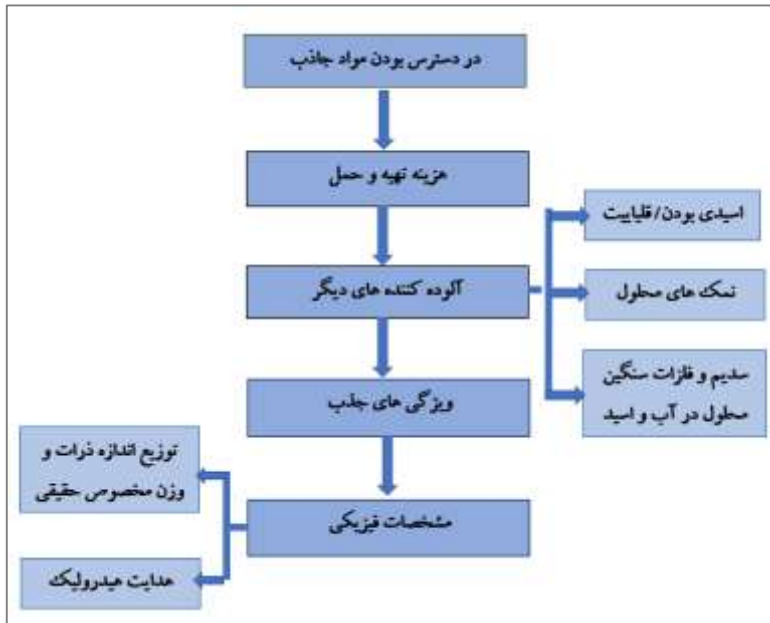 در دسترس بودن مواد جاذب
هزینه تهیه و حمل
آلوده کننده های دیگر
اسیدی بودن/قلیاییت
نمک های محلول
سدیم و فلزات سنگین
محلول در آب و اسید
ویژگی های جذب
مشخصات فیزیکی
توزیع اندازه ذرات و
وزن مخصوص حقیقی
هدایت هیدرولیک